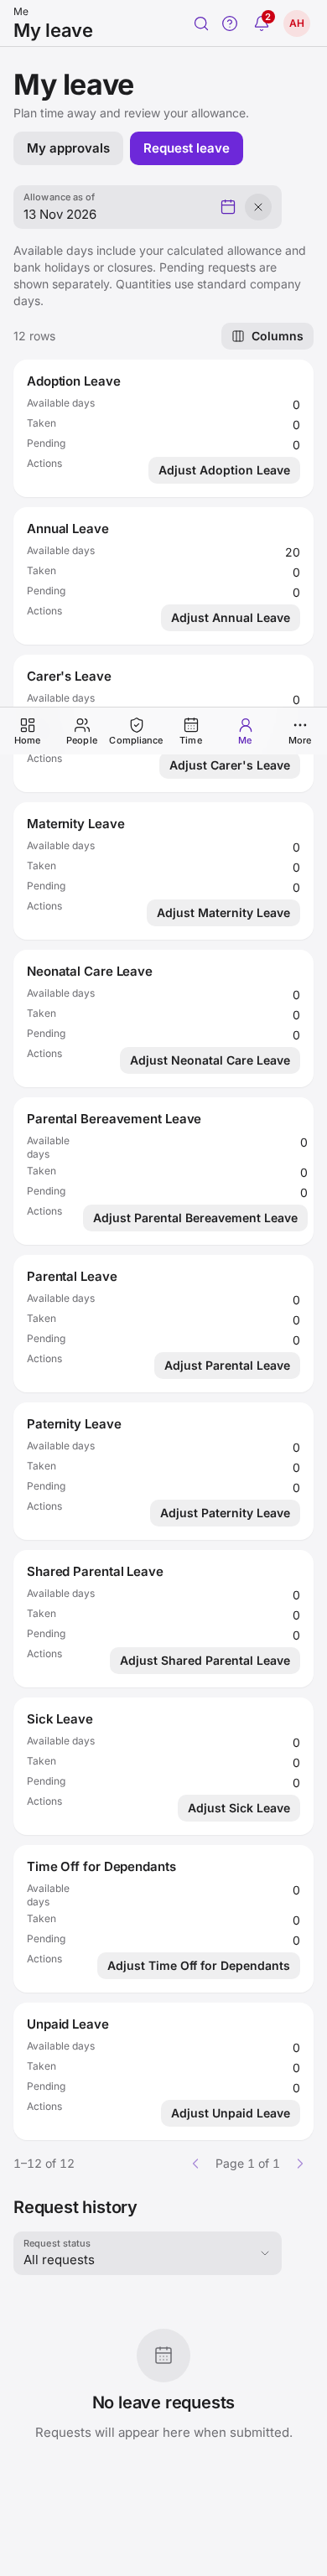 Me
My leave
2
AH
My leave
Plan time away and review your allowance.
My approvals
Request leave
Allowance as of
13 Nov 2026
Available days include your calculated allowance and
bank holidays or closures. Pending requests are
shown separately. Quantities use standard company
days.
12 rows
Columns
Adoption Leave
Available days 0
Taken 0
Pending 0
Actions Adjust Adoption Leave
Annual Leave
Available days 20
Taken 0
Pending 0
Actions Adjust Annual Leave
Carer's Leave
Available days 0
Home People Compliance Time Me More
Actions Adjust Carer's Leave
Maternity Leave
Available days 0
Taken 0
Pending 0
Actions Adjust Maternity Leave
Neonatal Care Leave
Available days 0
Taken 0
Pending 0
Actions Adjust Neonatal Care Leave
Parental Bereavement Leave
Available 0
days
Taken 0
Pending 0
Actions Adjust Parental Bereavement Leave
Parental Leave
Available days 0
Taken 0
Pending 0
Actions Adjust Parental Leave
Paternity Leave
Available days 0
Taken 0
Pending 0
Actions Adjust Paternity Leave
Shared Parental Leave
Available days 0
Taken 0
Pending 0
Actions Adjust Shared Parental Leave
Sick Leave
Available days 0
Taken 0
Pending 0
Actions Adjust Sick Leave
Time Off for Dependants
Available 0
days
Taken 0
Pending 0
Actions Adjust Time Off for Dependants
Unpaid Leave
Available days 0
Taken 0
Pending 0
Actions Adjust Unpaid Leave
1–12 of 12
Page 1 of 1
Request history
Request status
All requests
No leave requests
Requests will appear here when submitted.